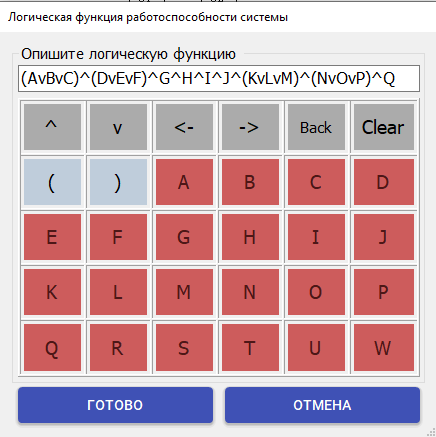 Логическая функция работоспособности системы
Опишите логическую функцию
(AvBvC)^(DvEvF)^G^H^I^J^(KvLvM)^(NvOvP)^Q
^ v <- -> Back Clear
( ) A B C D
E F G H I J
K L M N O P
Q R S T U W
ГОТОВО ОТМЕНА